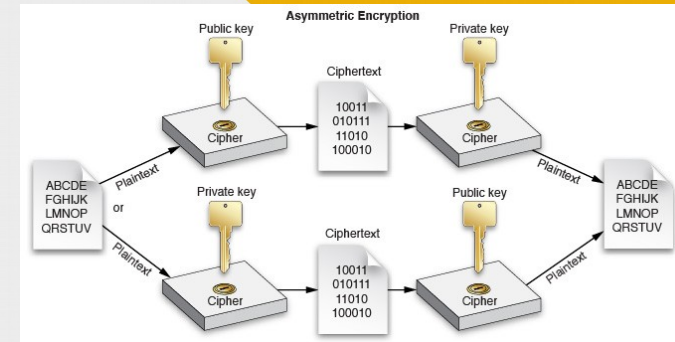 Asymmetric Encryption
Public key
Private key
Ciphertext
10011
010111
11010
100010
Cipher
Cipher
Plaintext
Plaintext
ABCDE
FGHIJK
LMNOP
QRSTUV
or
ABCDE
FGHIJK
LMNOP
QRSTUV
Private key
Public key
Plaintext
Plaintext
Ciphertext
10011
010111
11010
100010
Cipher
Cipher